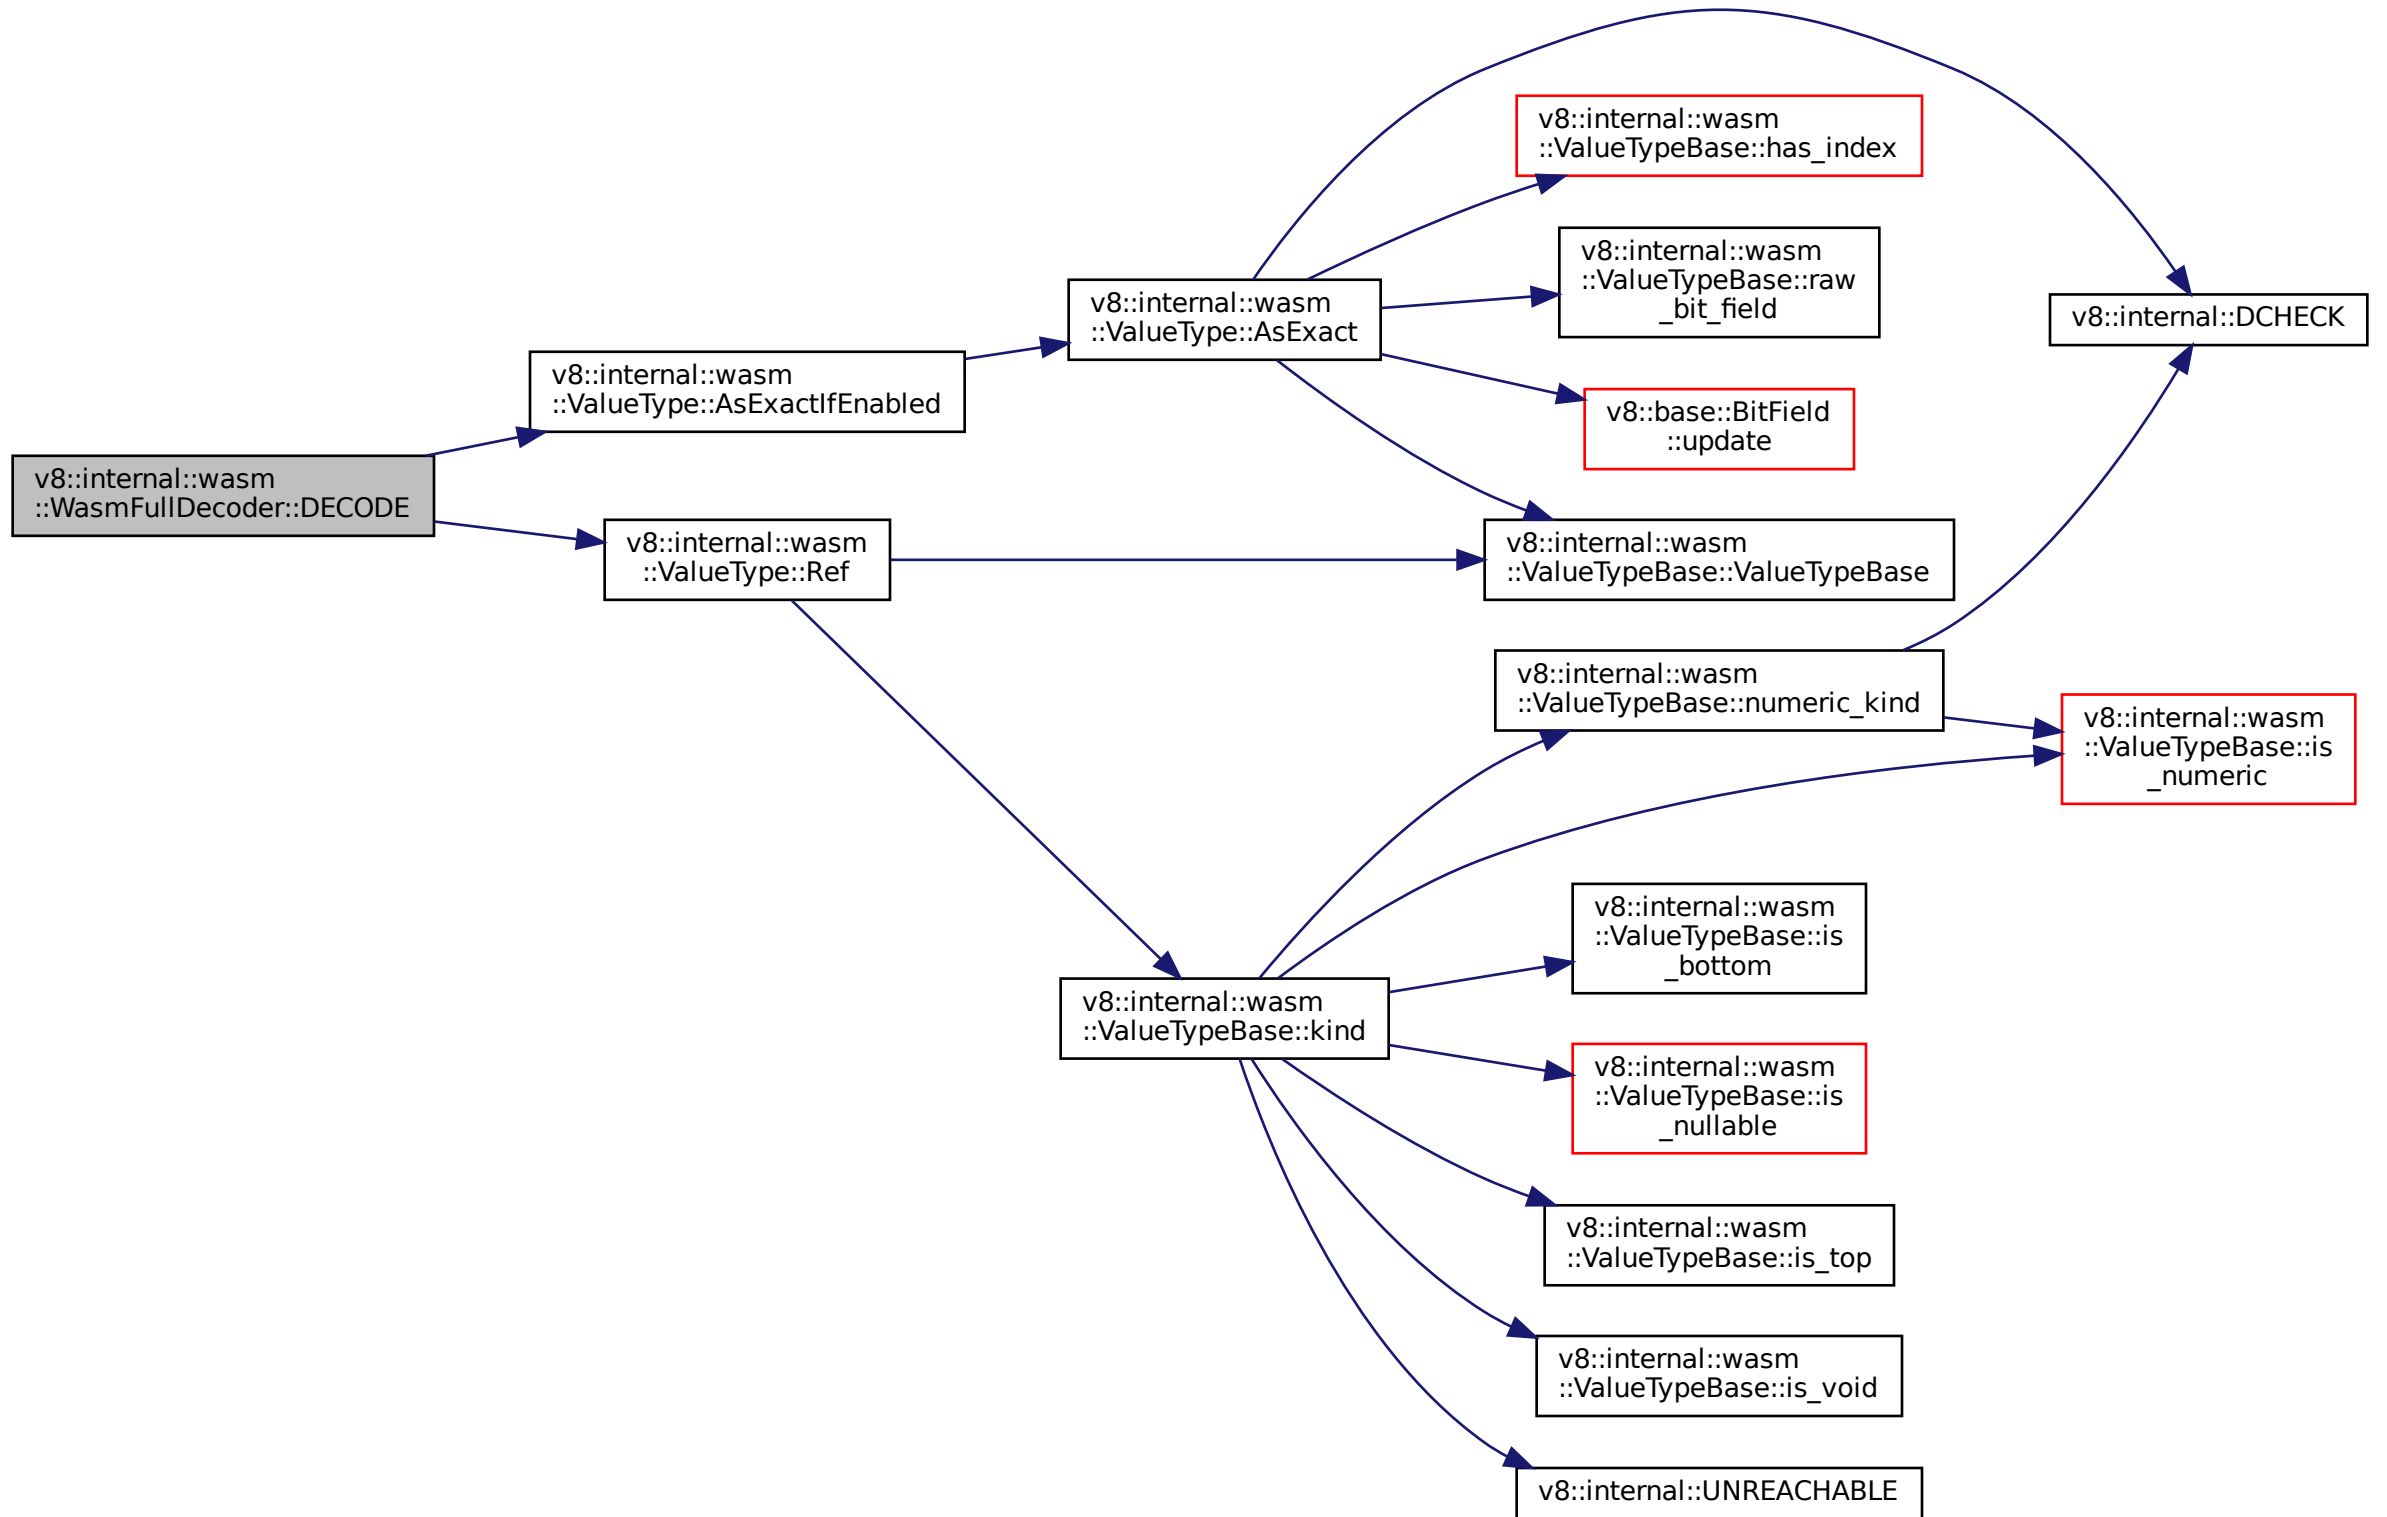 v8::internal::wasm
::WasmFullDecoder::DECODE
v8::internal::wasm
::ValueType::AsExactIfEnabled
v8::internal::wasm
::ValueType::Ref
v8::internal::wasm
::ValueType::AsExact
v8::internal::wasm
::ValueTypeBase::has_index
v8::internal::wasm
::ValueTypeBase::raw
_bit_field
v8::base::BitField
::update
v8::internal::wasm
::ValueTypeBase::ValueTypeBase
v8::internal::DCHECK
v8::internal::wasm
::ValueTypeBase::numeric_kind
v8::internal::wasm
::ValueTypeBase::is
_numeric
v8::internal::wasm
::ValueTypeBase::kind
v8::internal::wasm
::ValueTypeBase::is
_bottom
v8::internal::wasm
::ValueTypeBase::is
_nullable
v8::internal::wasm
::ValueTypeBase::is_top
v8::internal::wasm
::ValueTypeBase::is_void
v8::internal::UNREACHABLE